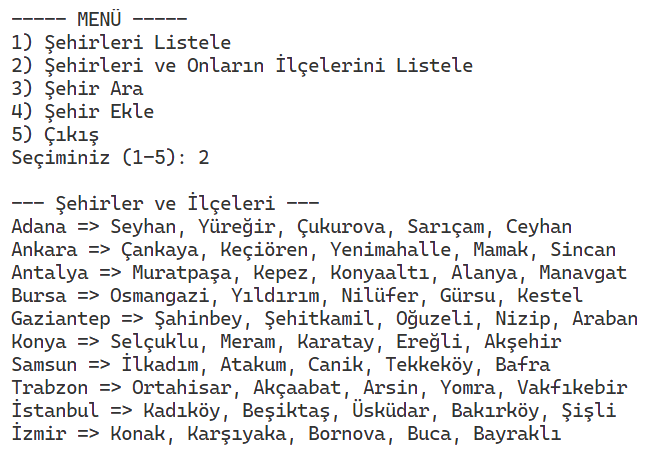 ----- MENÜ -----
1) Şehirleri Listele
2) Şehirleri ve Onların İlçelerini Listele
3) Şehir Ara
4) Şehir Ekle
5) Çıkış
Seçiminiz (1-5): 2
--- Şehirler ve İlçeleri ---
Adana => Seyhan, Yüreğir, Çukurova, Sarıçam, Ceyhan
Ankara => Çankaya, Keçiören, Yenimahalle, Mamak, Sincan
Antalya => Muratpaşa, Kepez, Konyaaltı, Alanya, Manavgat
Bursa => Osmangazi, Yıldırım, Nilüfer, Gürsu, Kestel
Gaziantep => Şahinbey, Şehitkamil, Oğuzeli, Nizip, Araban
Konya => Selçuklu, Meram, Karatay, Ereğli, Akşehir
Samsun => İlkadım, Atakum, Canik, Tekkeköy, Bafra
Trabzon => Ortahisar, Akçaabat, Arsin, Yomra, Vakfıkebir
İstanbul => Kadıköy, Beşiktaş, Üsküdar, Bakırköy, Şişli
İzmir => Konak, Karşıyaka, Bornova, Buca, Bayraklı